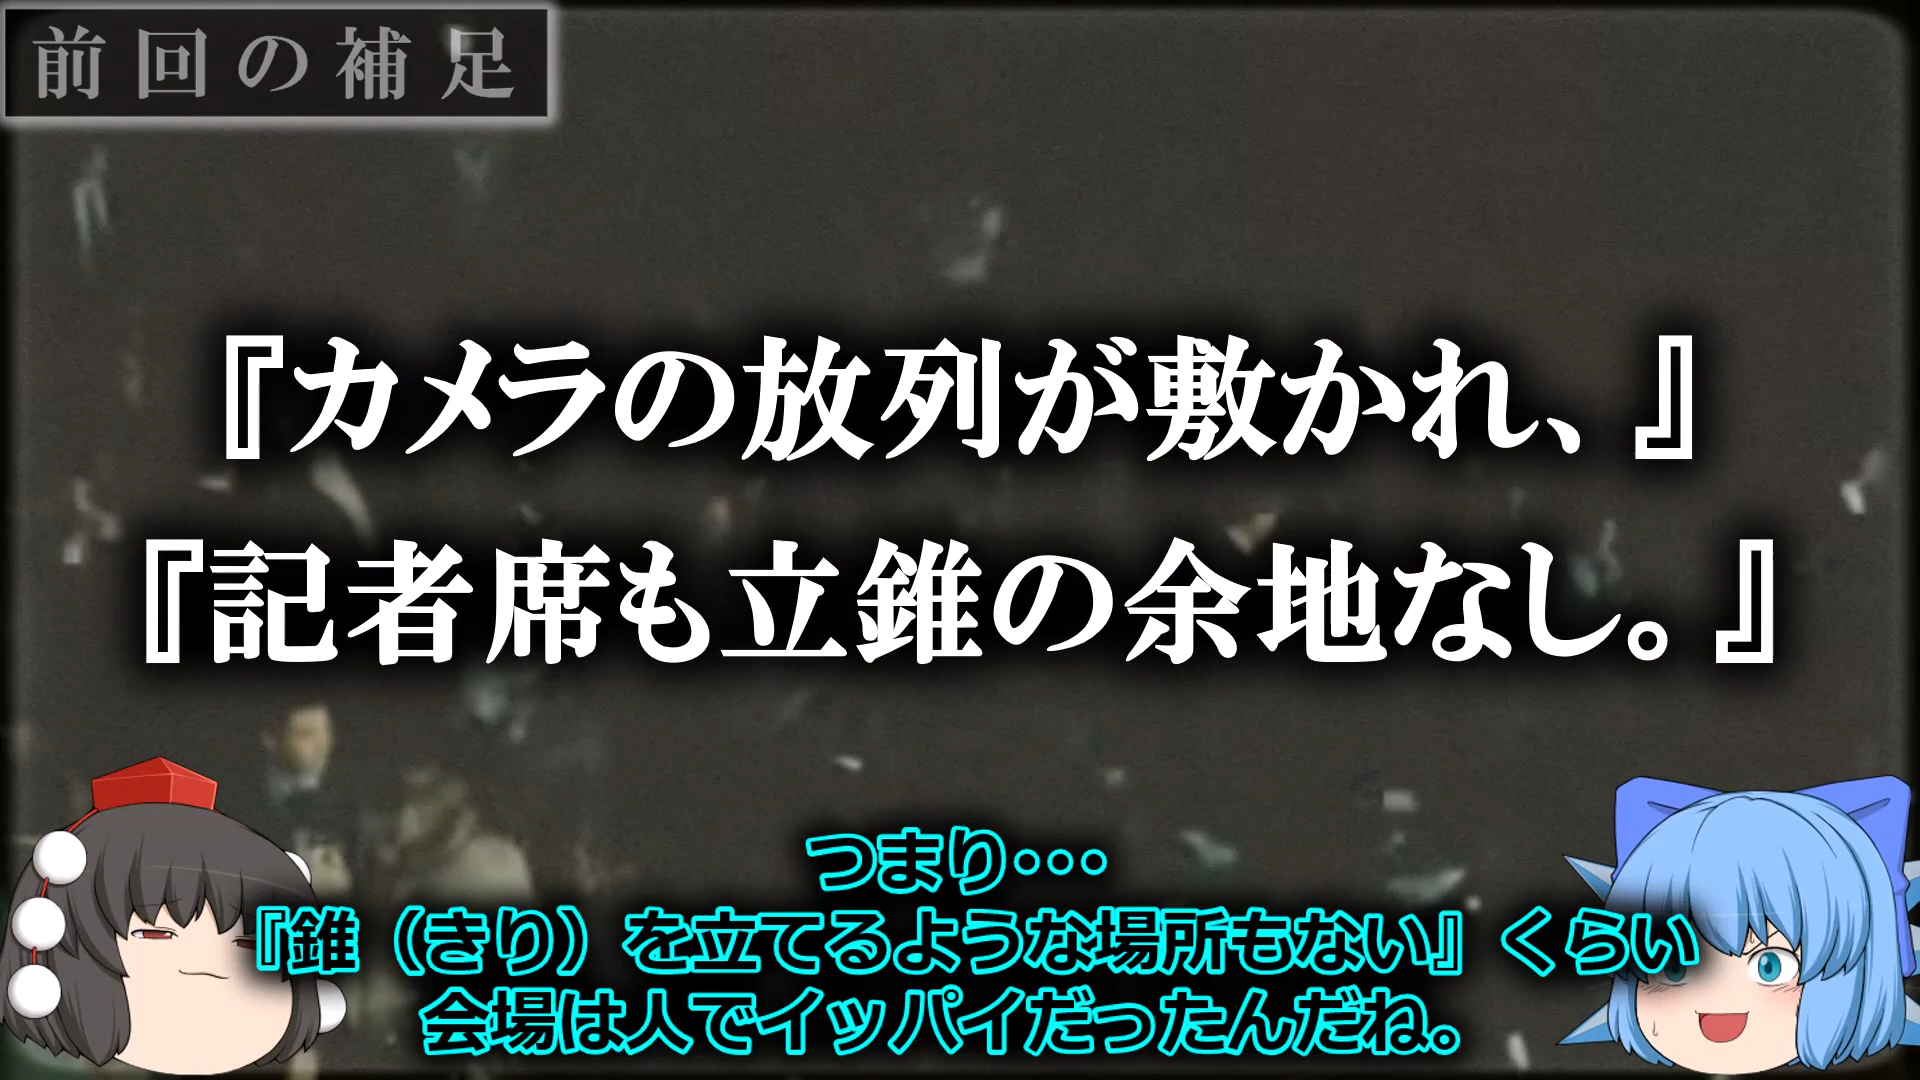 前回の補足
『カメラの放列が敷かれ、』
『記者席も立錐の余地なし。』
つまり・・・
『錐（きり）を立てるような場所もない』くらい
会場は人でイッパイだったんだね。